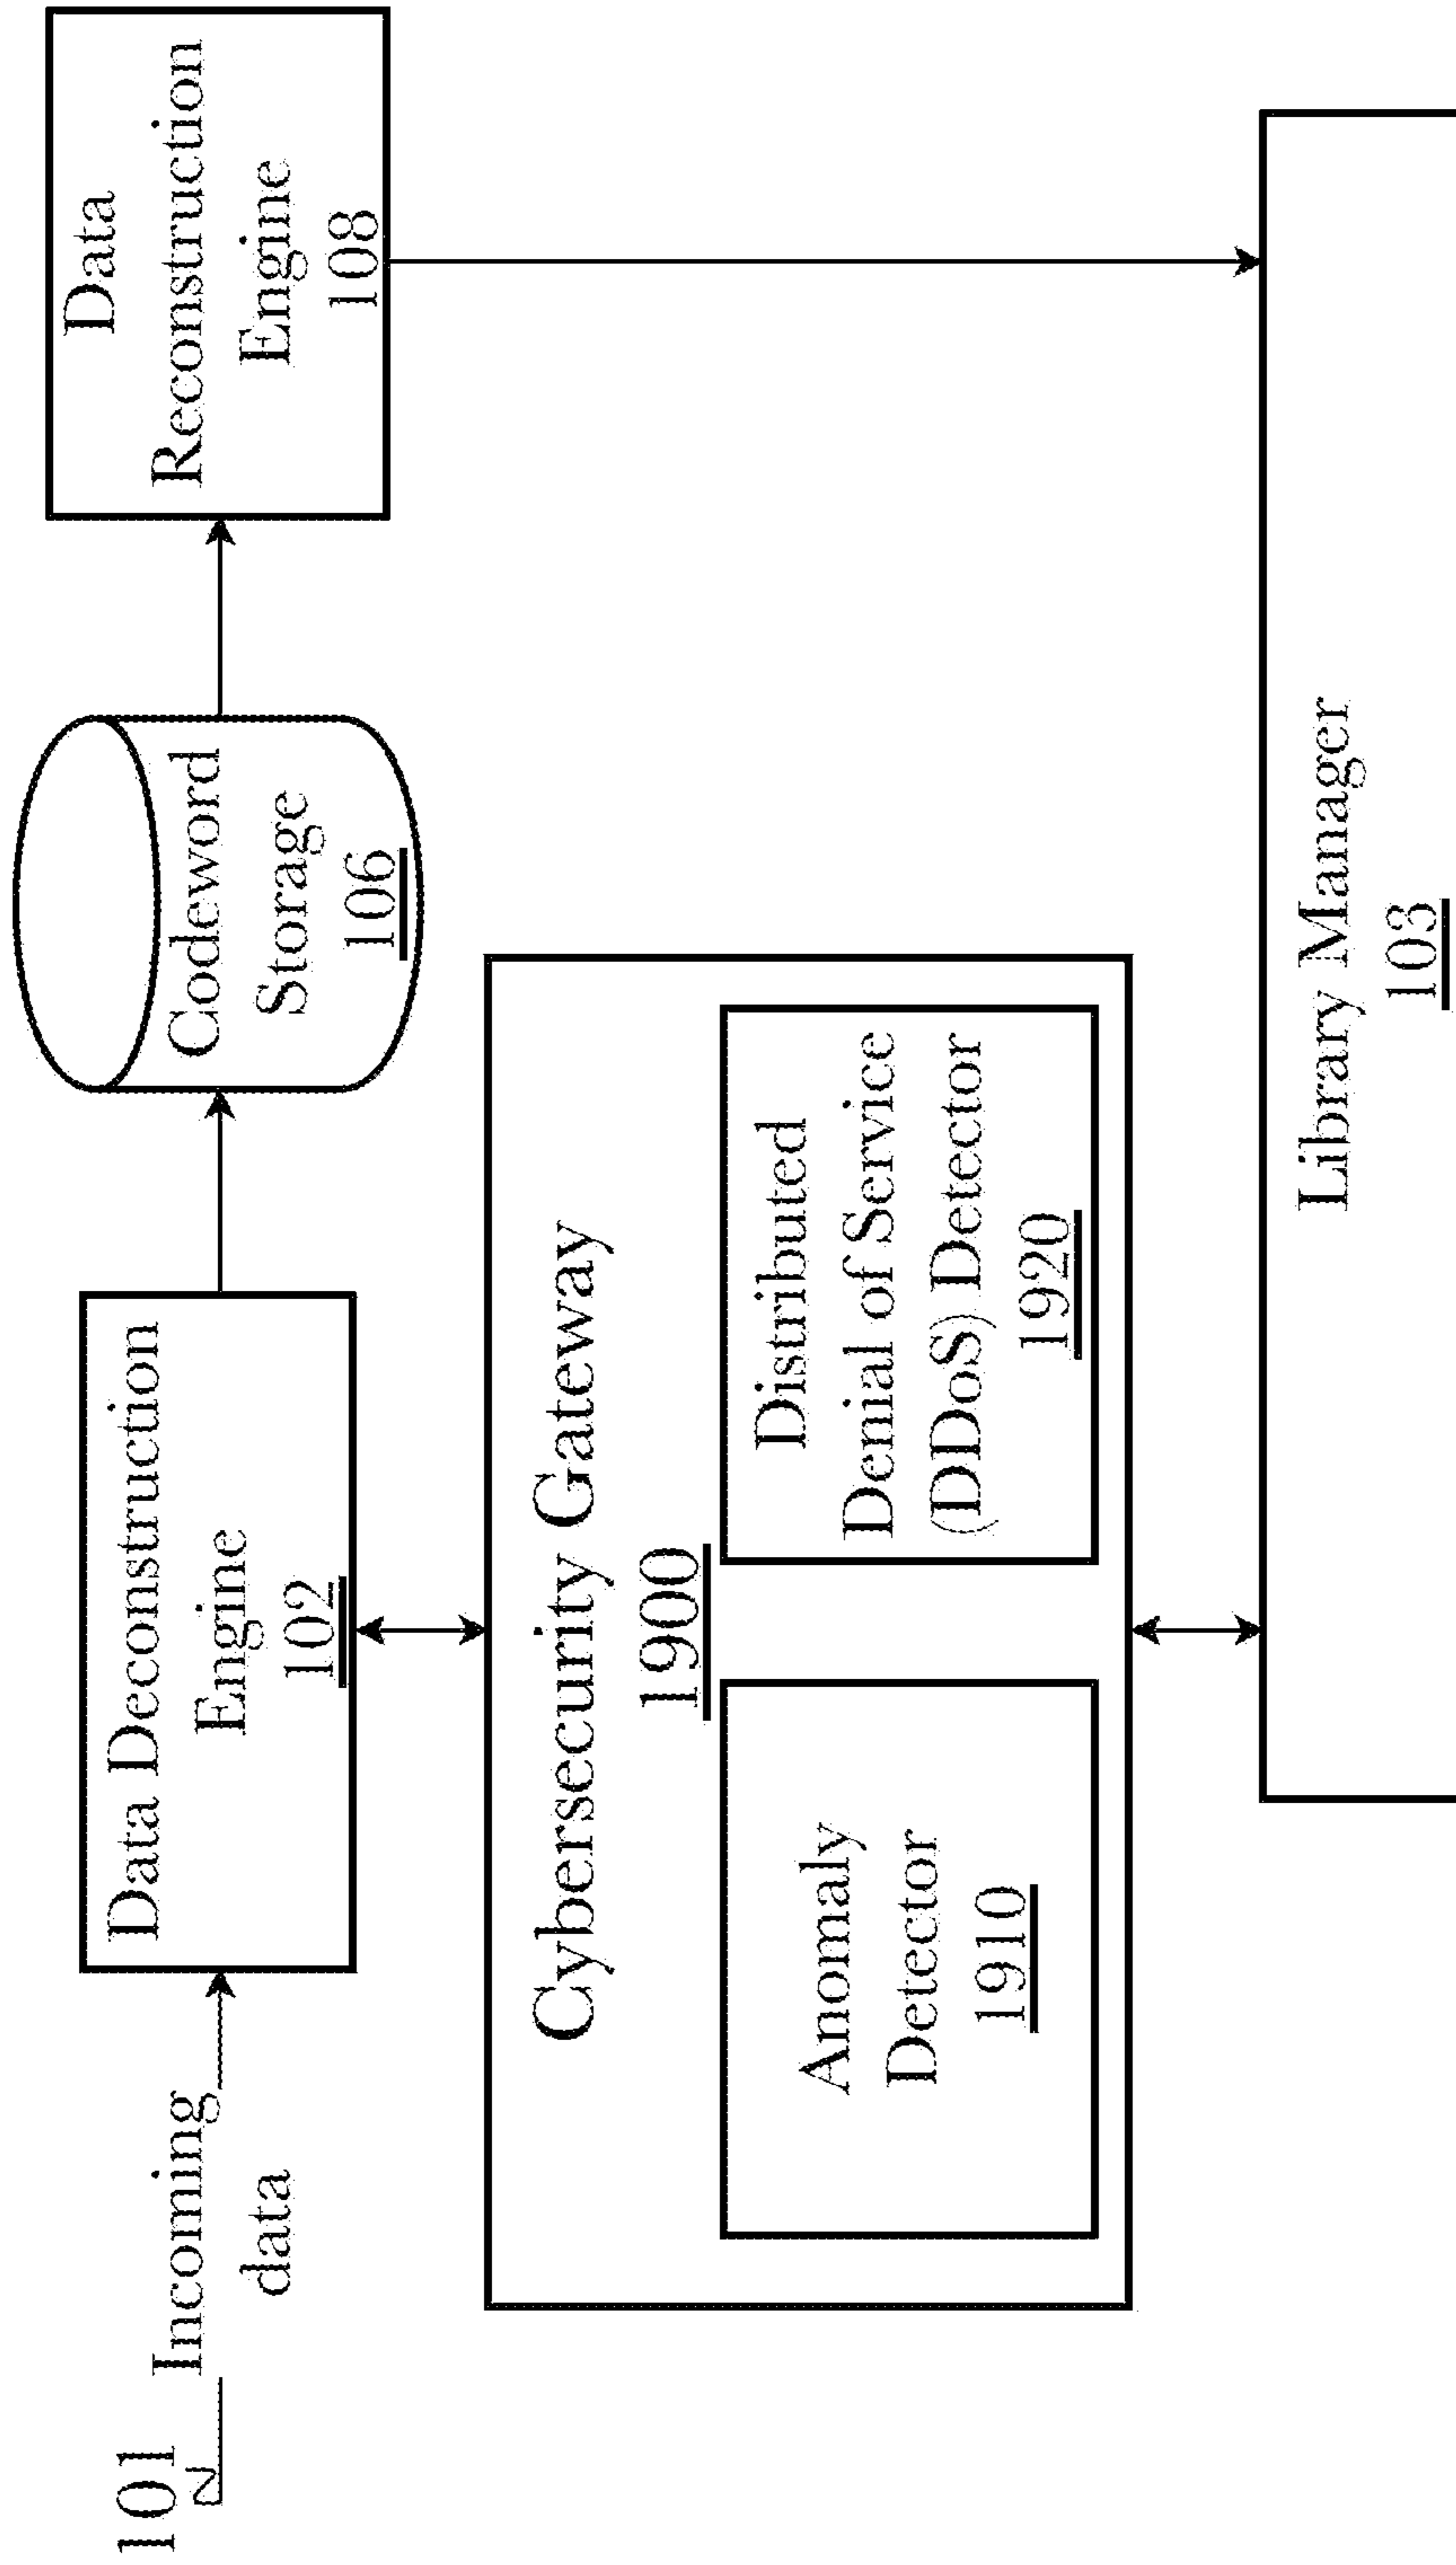 101
Incoming
data
Data Deconstruction
Engine
102
Codeword
Storage
106
Data
Reconstruction
Engine
108
Cybersecurity Gateway
1900
Anomaly
Detector
1910
Distributed
Denial of Service
(DDoS) Detector
1920
Library Manager
103